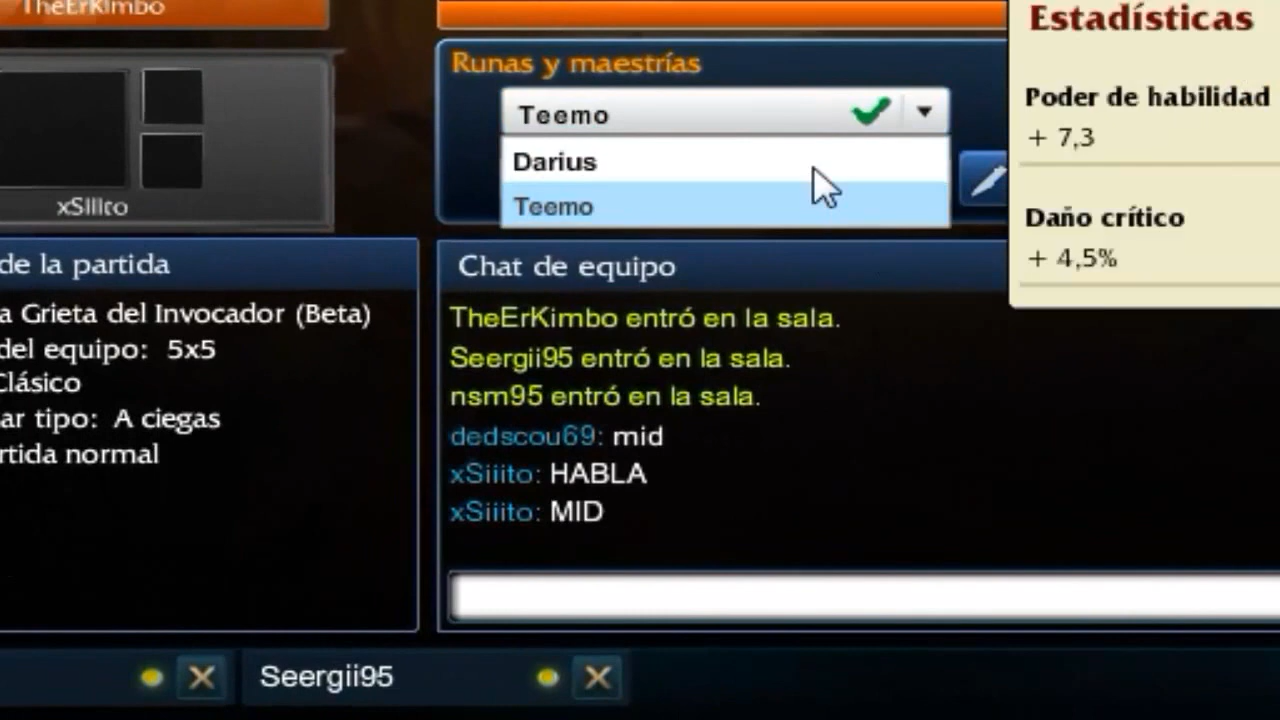 TheErKimbo
xSiiito
Runas y maestrías
Teemo
Darius
Teemo
Estadísticas
Poder de habilidad
+ 7,3
Daño crítico
+ 4,5%
de la partida
a Grieta del Invocador (Beta)
del equipo: 5x5
Clásico
ar tipo: A ciegas
rtida normal
Chat de equipo
TheErKimbo entró en la sala.
Seergii95 entró en la sala.
nsm95 entró en la sala.
dedscou69: mid
xSiiito: HABLA
xSiiito: MID
Seergii95